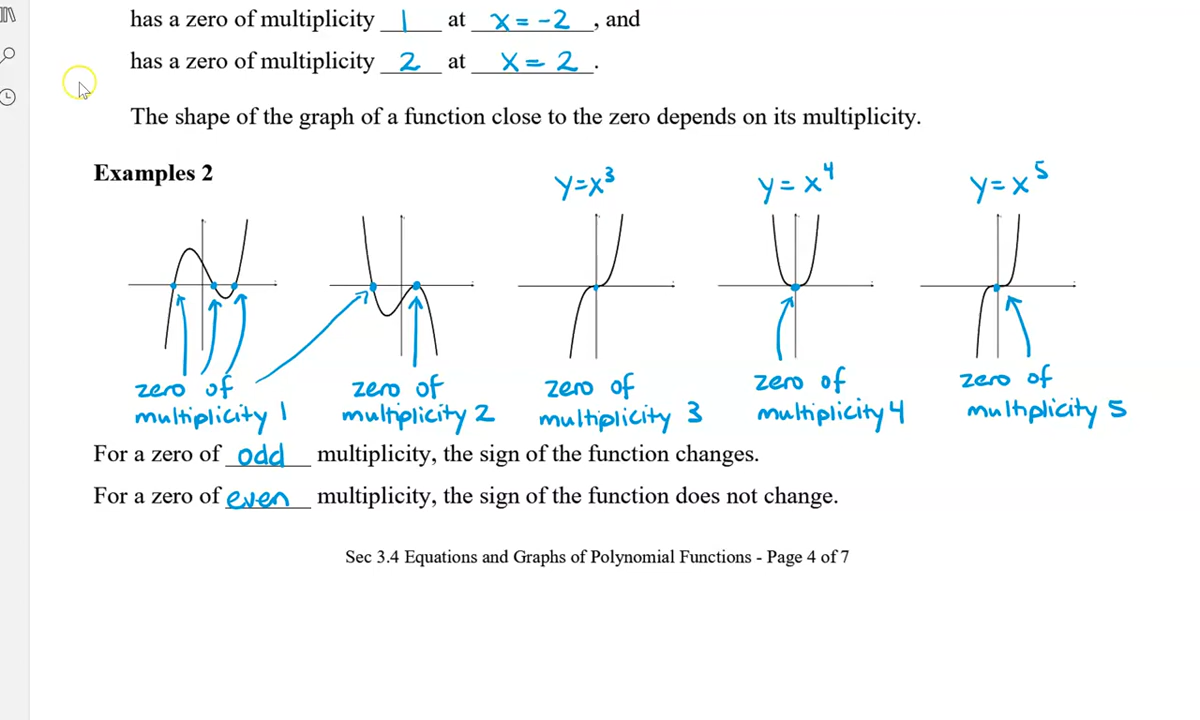 has a zero of multiplicity 1 at x = -2, and
has a zero of multiplicity 2 at x = 2.
The shape of the graph of a function close to the zero depends on its multiplicity.
Examples 2
y=x³ y=x⁴ y=x⁵
zero of zero of zero of zero of zero of
multiplicity 1 multiplicity 2 multiplicity 3 multiplicity 4 multiplicity 5
For a zero of odd multiplicity, the sign of the function changes.
For a zero of even multiplicity, the sign of the function does not change.
Sec 3.4 Equations and Graphs of Polynomial Functions - Page 4 of 7